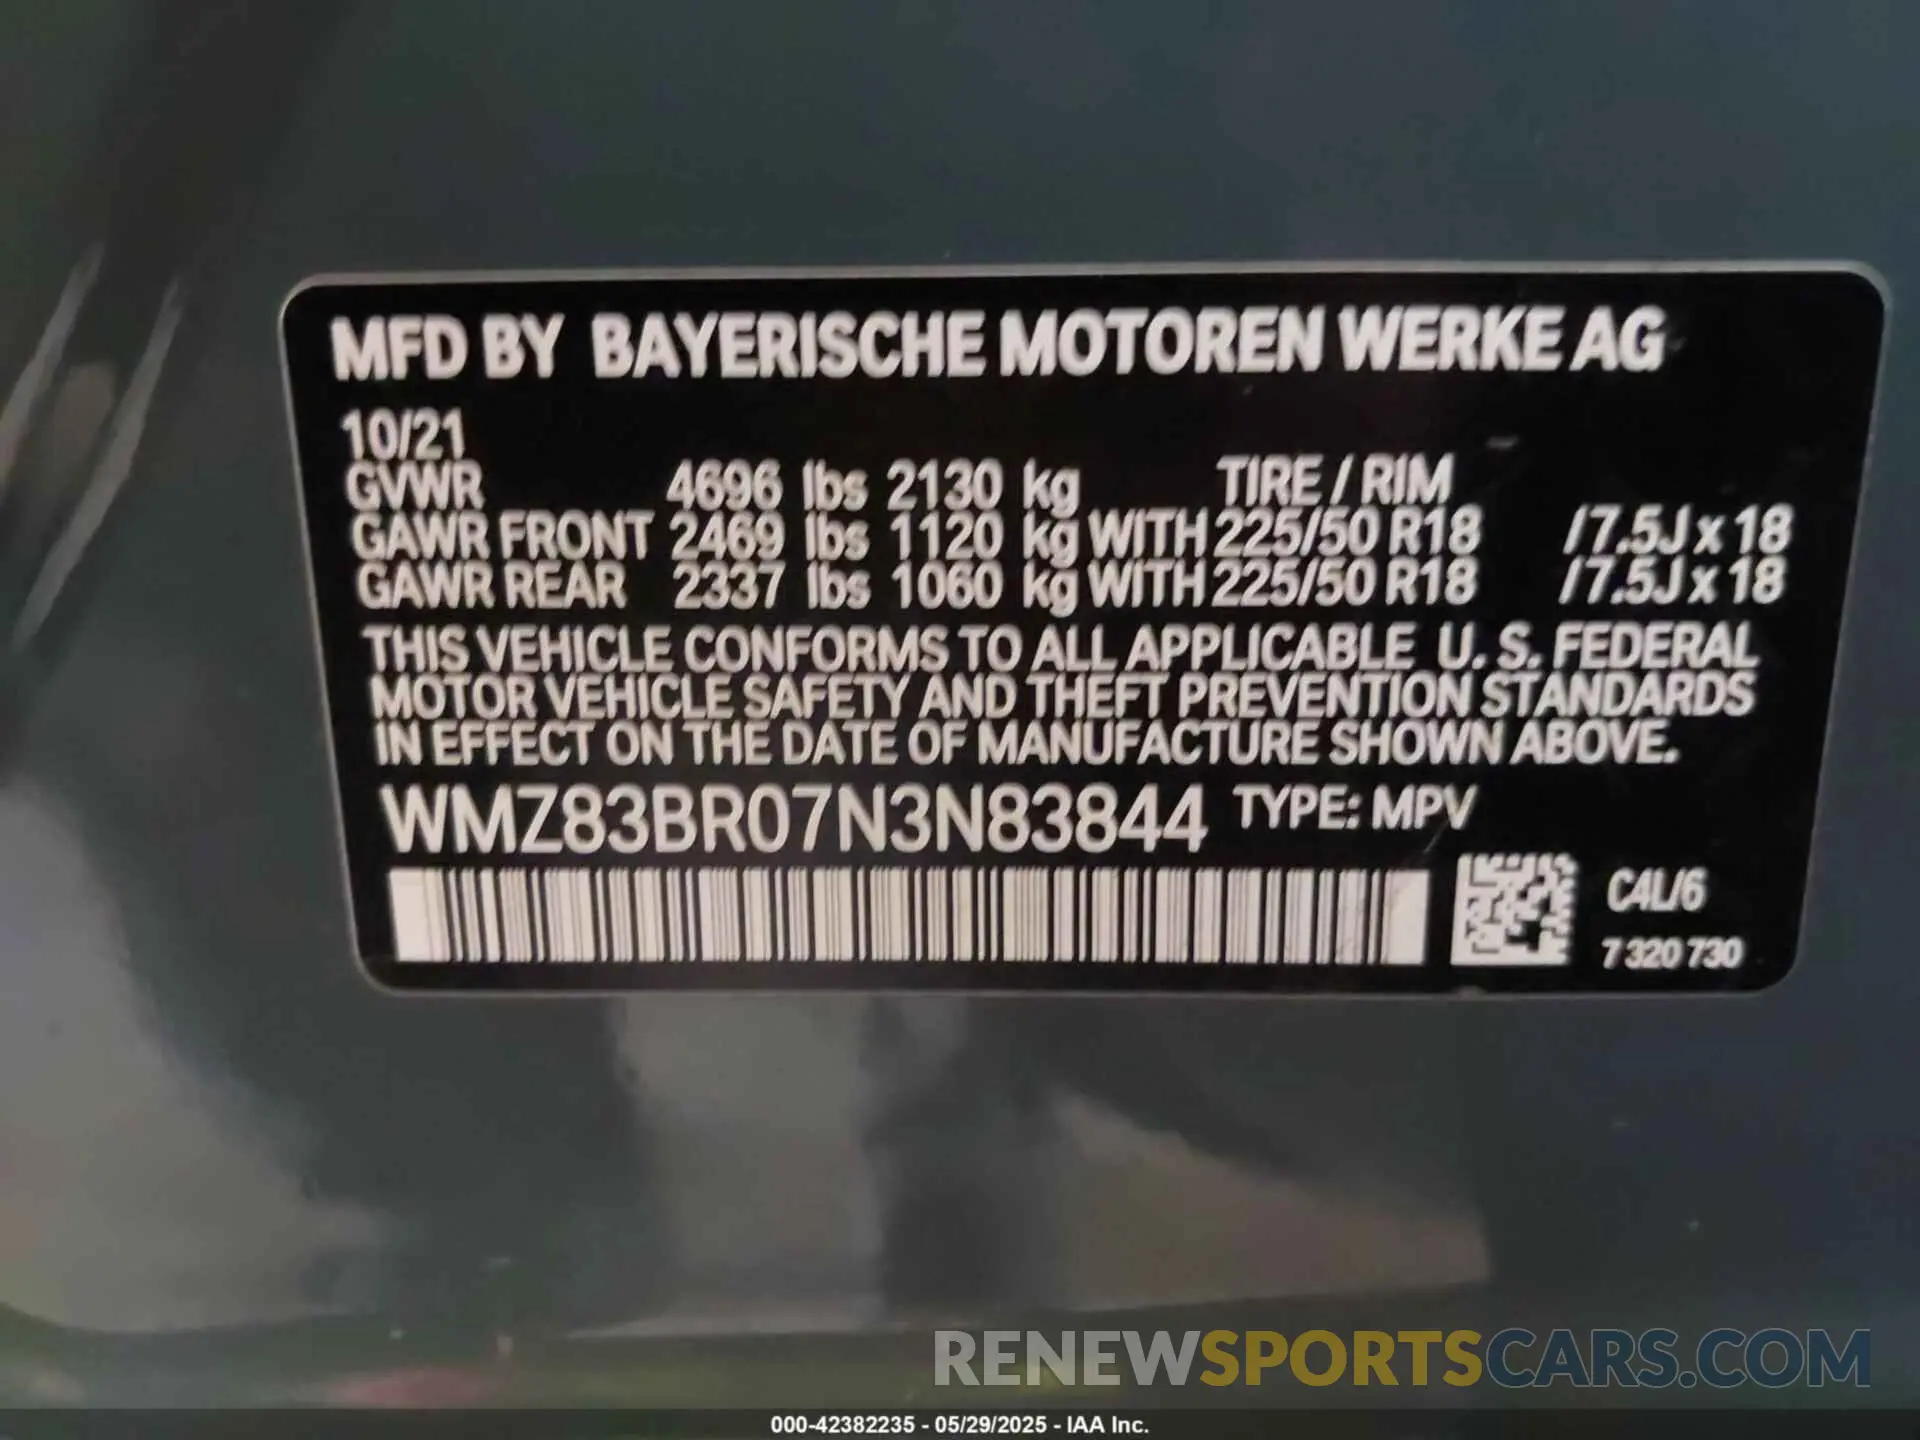 MFD BY BAYERISCHE MOTOREN WERKE AG
10/21
GVWR 4696 lbs 2130 kg TIRE / RIM
GAWR FRONT 2469 lbs 1120 kg WITH 225/50 R18 /7.5J x 18
GAWR REAR 2337 lbs 1060 kg WITH 225/50 R18 /7.5J x 18
THIS VEHICLE CONFORMS TO ALL APPLICABLE U. S. FEDERAL
MOTOR VEHICLE SAFETY AND THEFT PREVENTION STANDARDS
IN EFFECT ON THE DATE OF MANUFACTURE SHOWN ABOVE.
WMZ83BR07N3N83844 TYPE: MPV
C4L/6
7 320 730
RENEWSPORTSCARS.COM
000-42382235 - 05/29/2025 - IAA Inc.